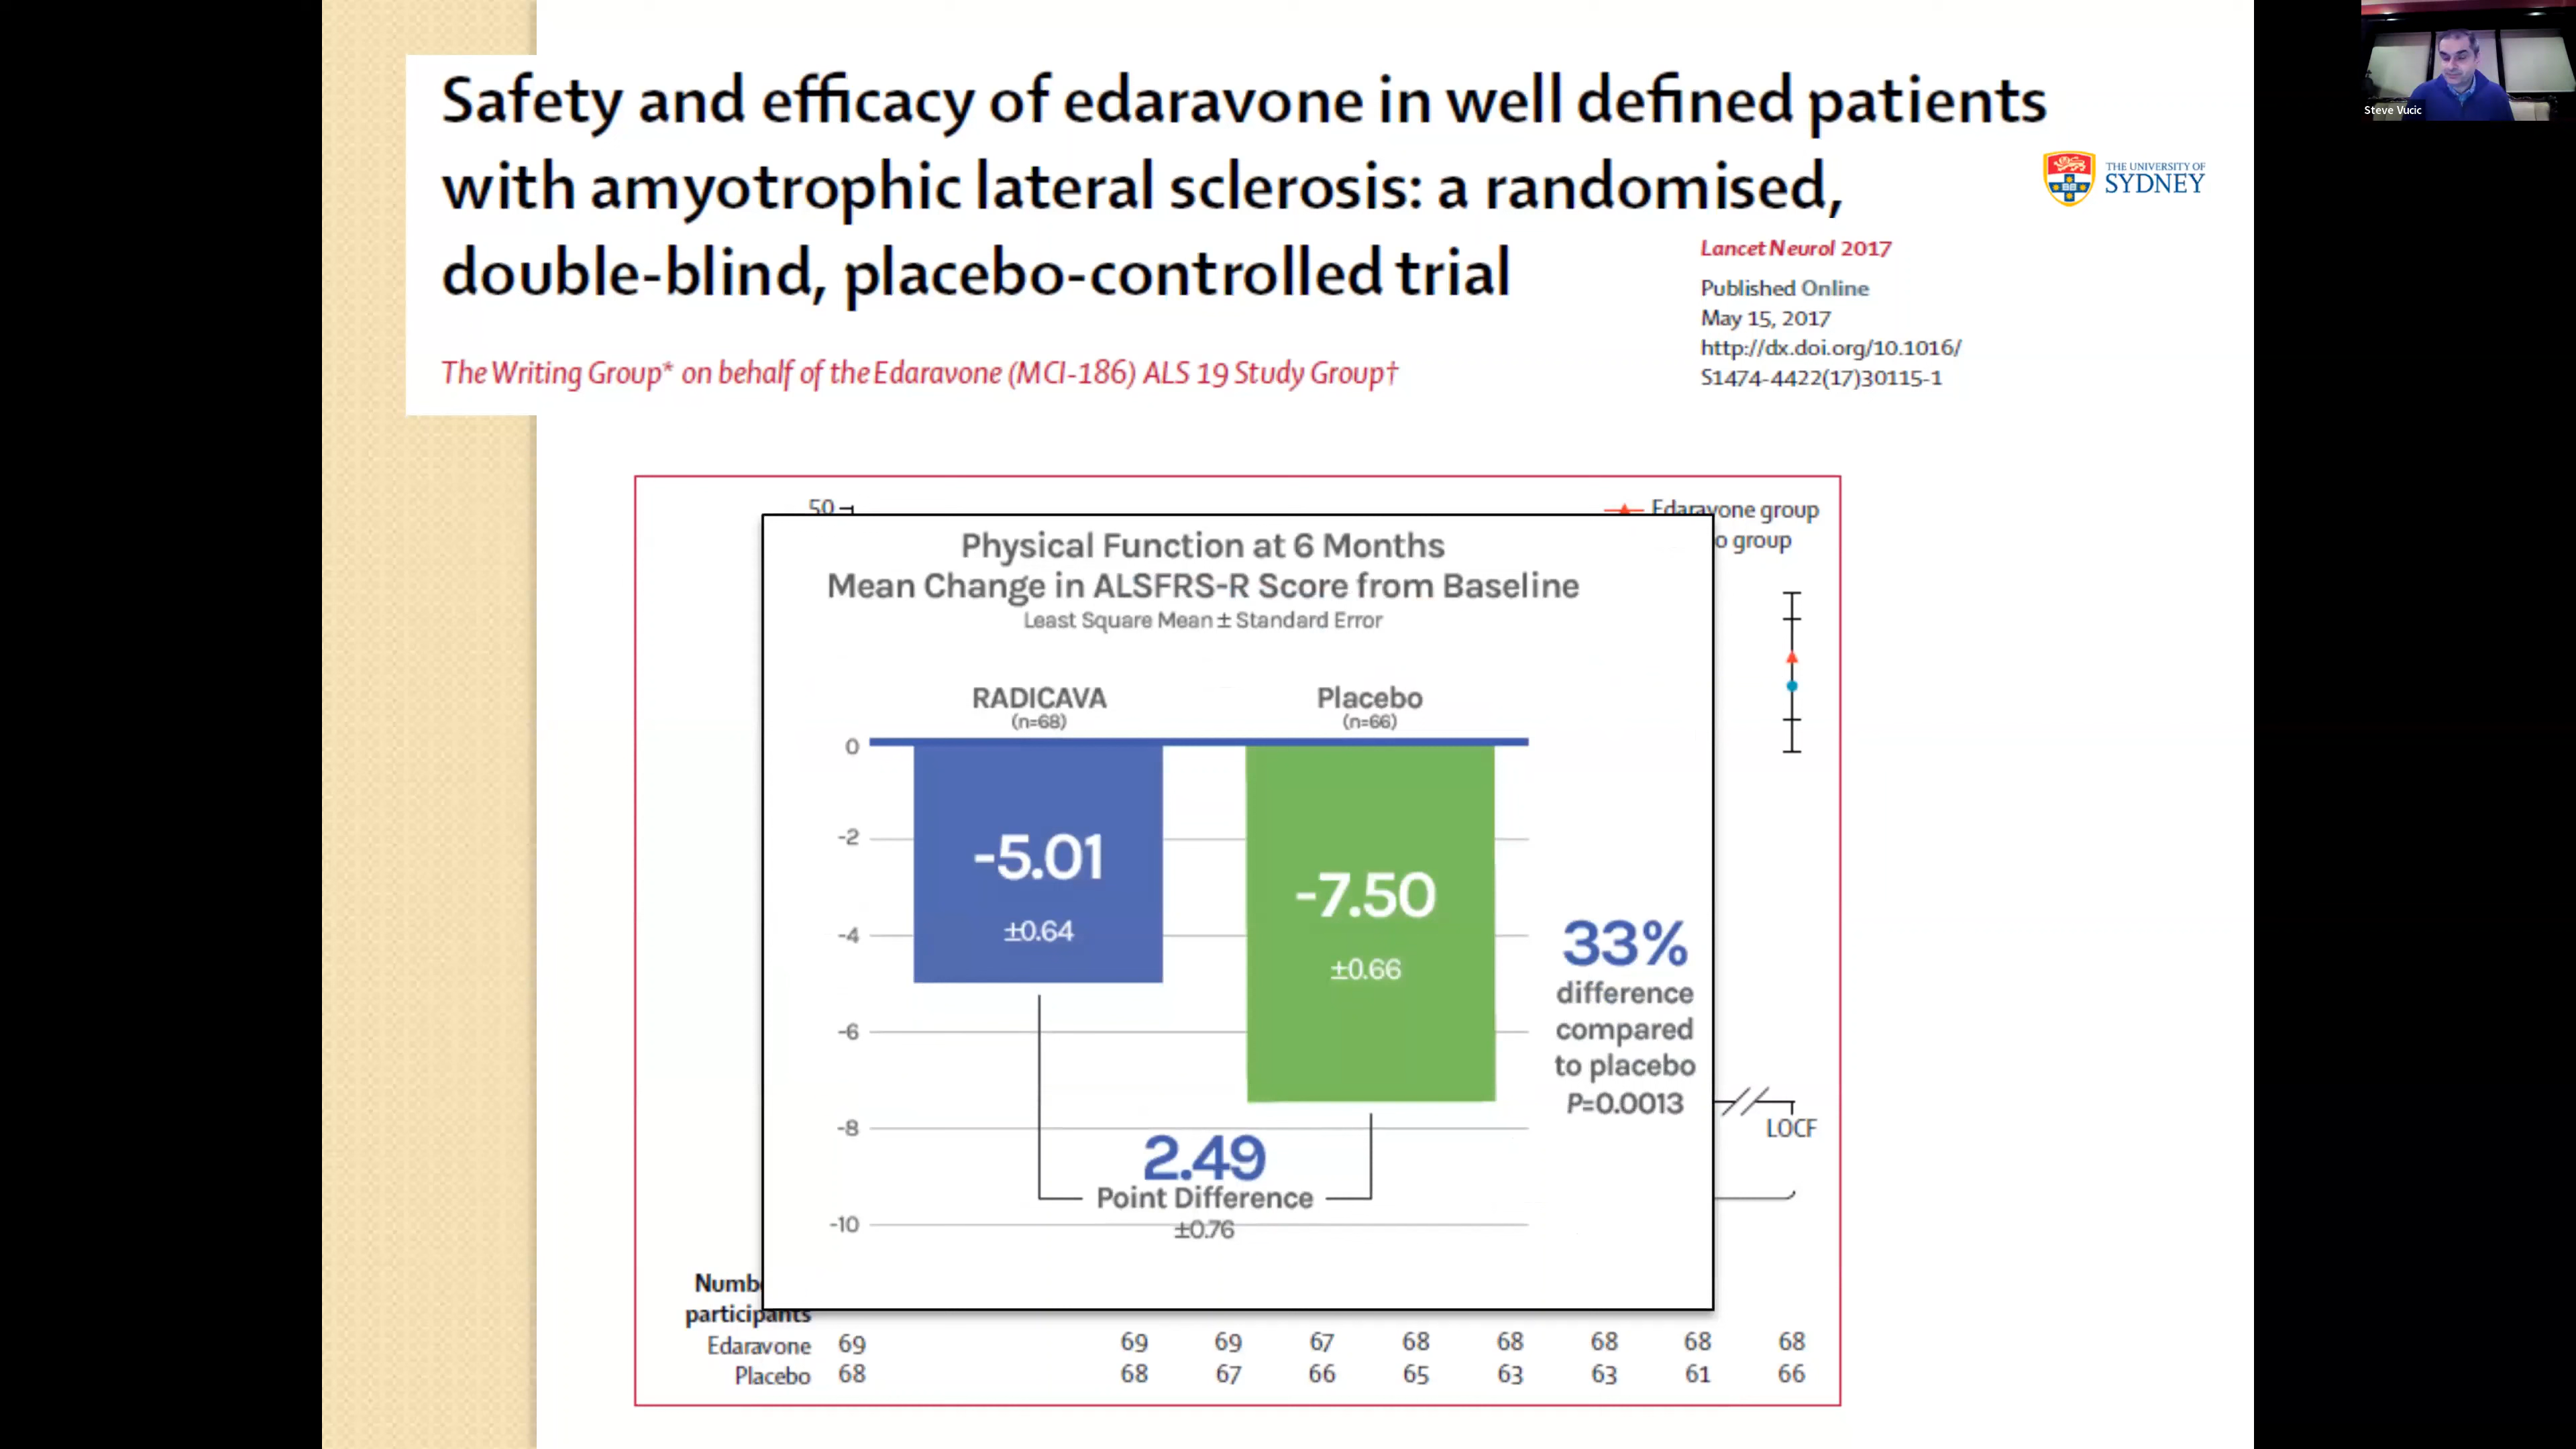 Safety and efficacy of edaravone in well defined patients
with amyotrophic lateral sclerosis: a randomised,
double-blind, placebo-controlled trial
The Writing Group* on behalf of the Edaravone (MCI-186) ALS 19 Study Group†
Lancet Neurol 2017
Published Online
May 15, 2017
http://dx.doi.org/10.1016/
S1474-4422(17)30115-1
THE UNIVERSITY OF
SYDNEY
Steve Vucic
50
Edaravone group
o group
Physical Function at 6 Months
Mean Change in ALSFRS-R Score from Baseline
Least Square Mean ± Standard Error
RADICAVA
(n=68)
Placebo
(n=66)
0
-2
-4
-6
-8
-10
-5.01
±0.64
-7.50
±0.66
33%
difference
compared
to placebo
P=0.0013
2.49
Point Difference
±0.76
LOCF
Numb
participants
Edaravone 69 69 69 67 68 68 68 68 68
Placebo 68 68 67 66 65 63 63 61 66